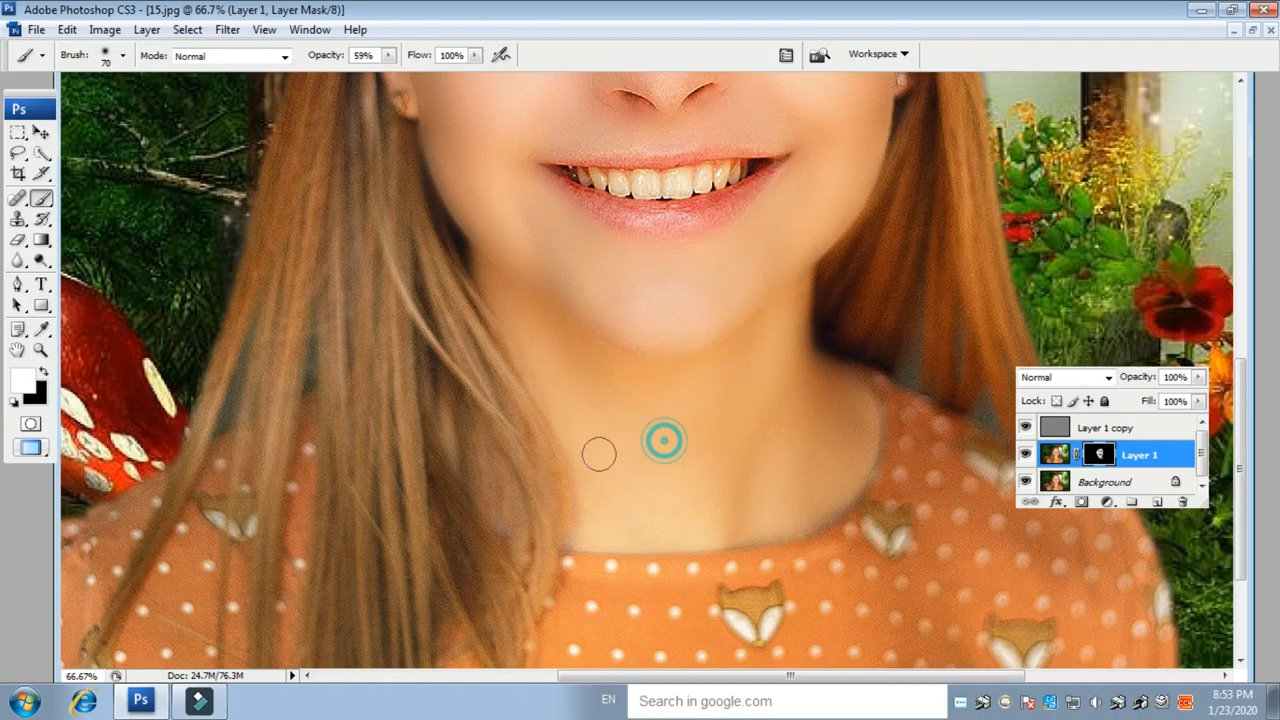 Adobe Photoshop CS3 - [15.jpg @ 66.7% (Layer 1, Layer Mask/8)]
File Edit Image Layer Select Filter View Window Help
Brush: 70 Mode: Normal Opacity: 59% Flow: 100% Workspace
Ps
T
Normal Opacity: 100%
Lock: Fill: 100%
Layer 1 copy
Layer 1
Background
fx
66.67% Doc: 24.7M/76.3M
Ps EN Search in google.com 8:53 PM
1/23/2020